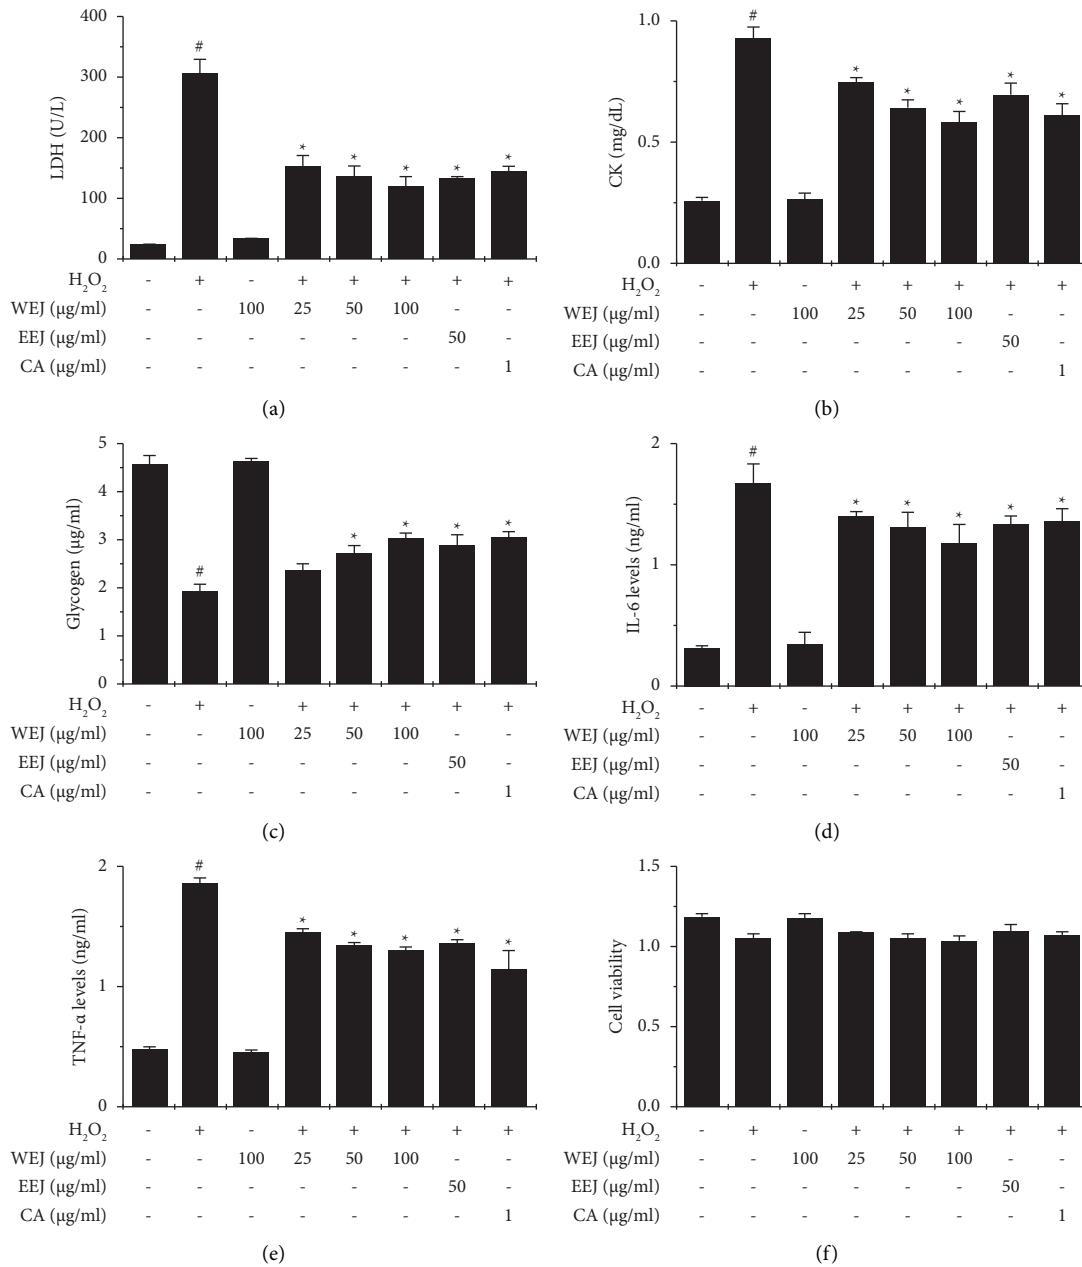 400
300
200
100
0
LDH (U/L)
#
*
*
*
*
*
H₂O₂ - + - + + + + +
WEJ (μg/ml) - - 100 25 50 100 - -
EEJ (μg/ml) - - - - - - 50 -
CA (μg/ml) - - - - - - - 1
(a)
1.0
0.5
0.0
CK (mg/dL)
#
*
*
*
*
*
H₂O₂ - + - + + + + +
WEJ (μg/ml) - - 100 25 50 100 - -
EEJ (μg/ml) - - - - - - 50 -
CA (μg/ml) - - - - - - - 1
(b)
5
4
3
2
1
0
Glycogen (μg/ml)
#
*
*
*
*
H₂O₂ - + - + + + + +
WEJ (μg/ml) - - 100 25 50 100 - -
EEJ (μg/ml) - - - - - - 50 -
CA (μg/ml) - - - - - - - 1
(c)
2
1
0
IL-6 levels (ng/ml)
#
*
*
*
*
*
H₂O₂ - + - + + + + +
WEJ (μg/ml) - - 100 25 50 100 - -
EEJ (μg/ml) - - - - - - 50 -
CA (μg/ml) - - - - - - - 1
(d)
2
1
0
TNF-α levels (ng/ml)
#
*
*
*
*
*
H₂O₂ - + - + + + + +
WEJ (μg/ml) - - 100 25 50 100 - -
EEJ (μg/ml) - - - - - - 50 -
CA (μg/ml) - - - - - - - 1
(e)
1.5
1.0
0.5
0.0
Cell viability
H₂O₂ - + - + + + + +
WEJ (μg/ml) - - 100 25 50 100 - -
EEJ (μg/ml) - - - - - - 50 -
CA (μg/ml) - - - - - - - 1
(f)